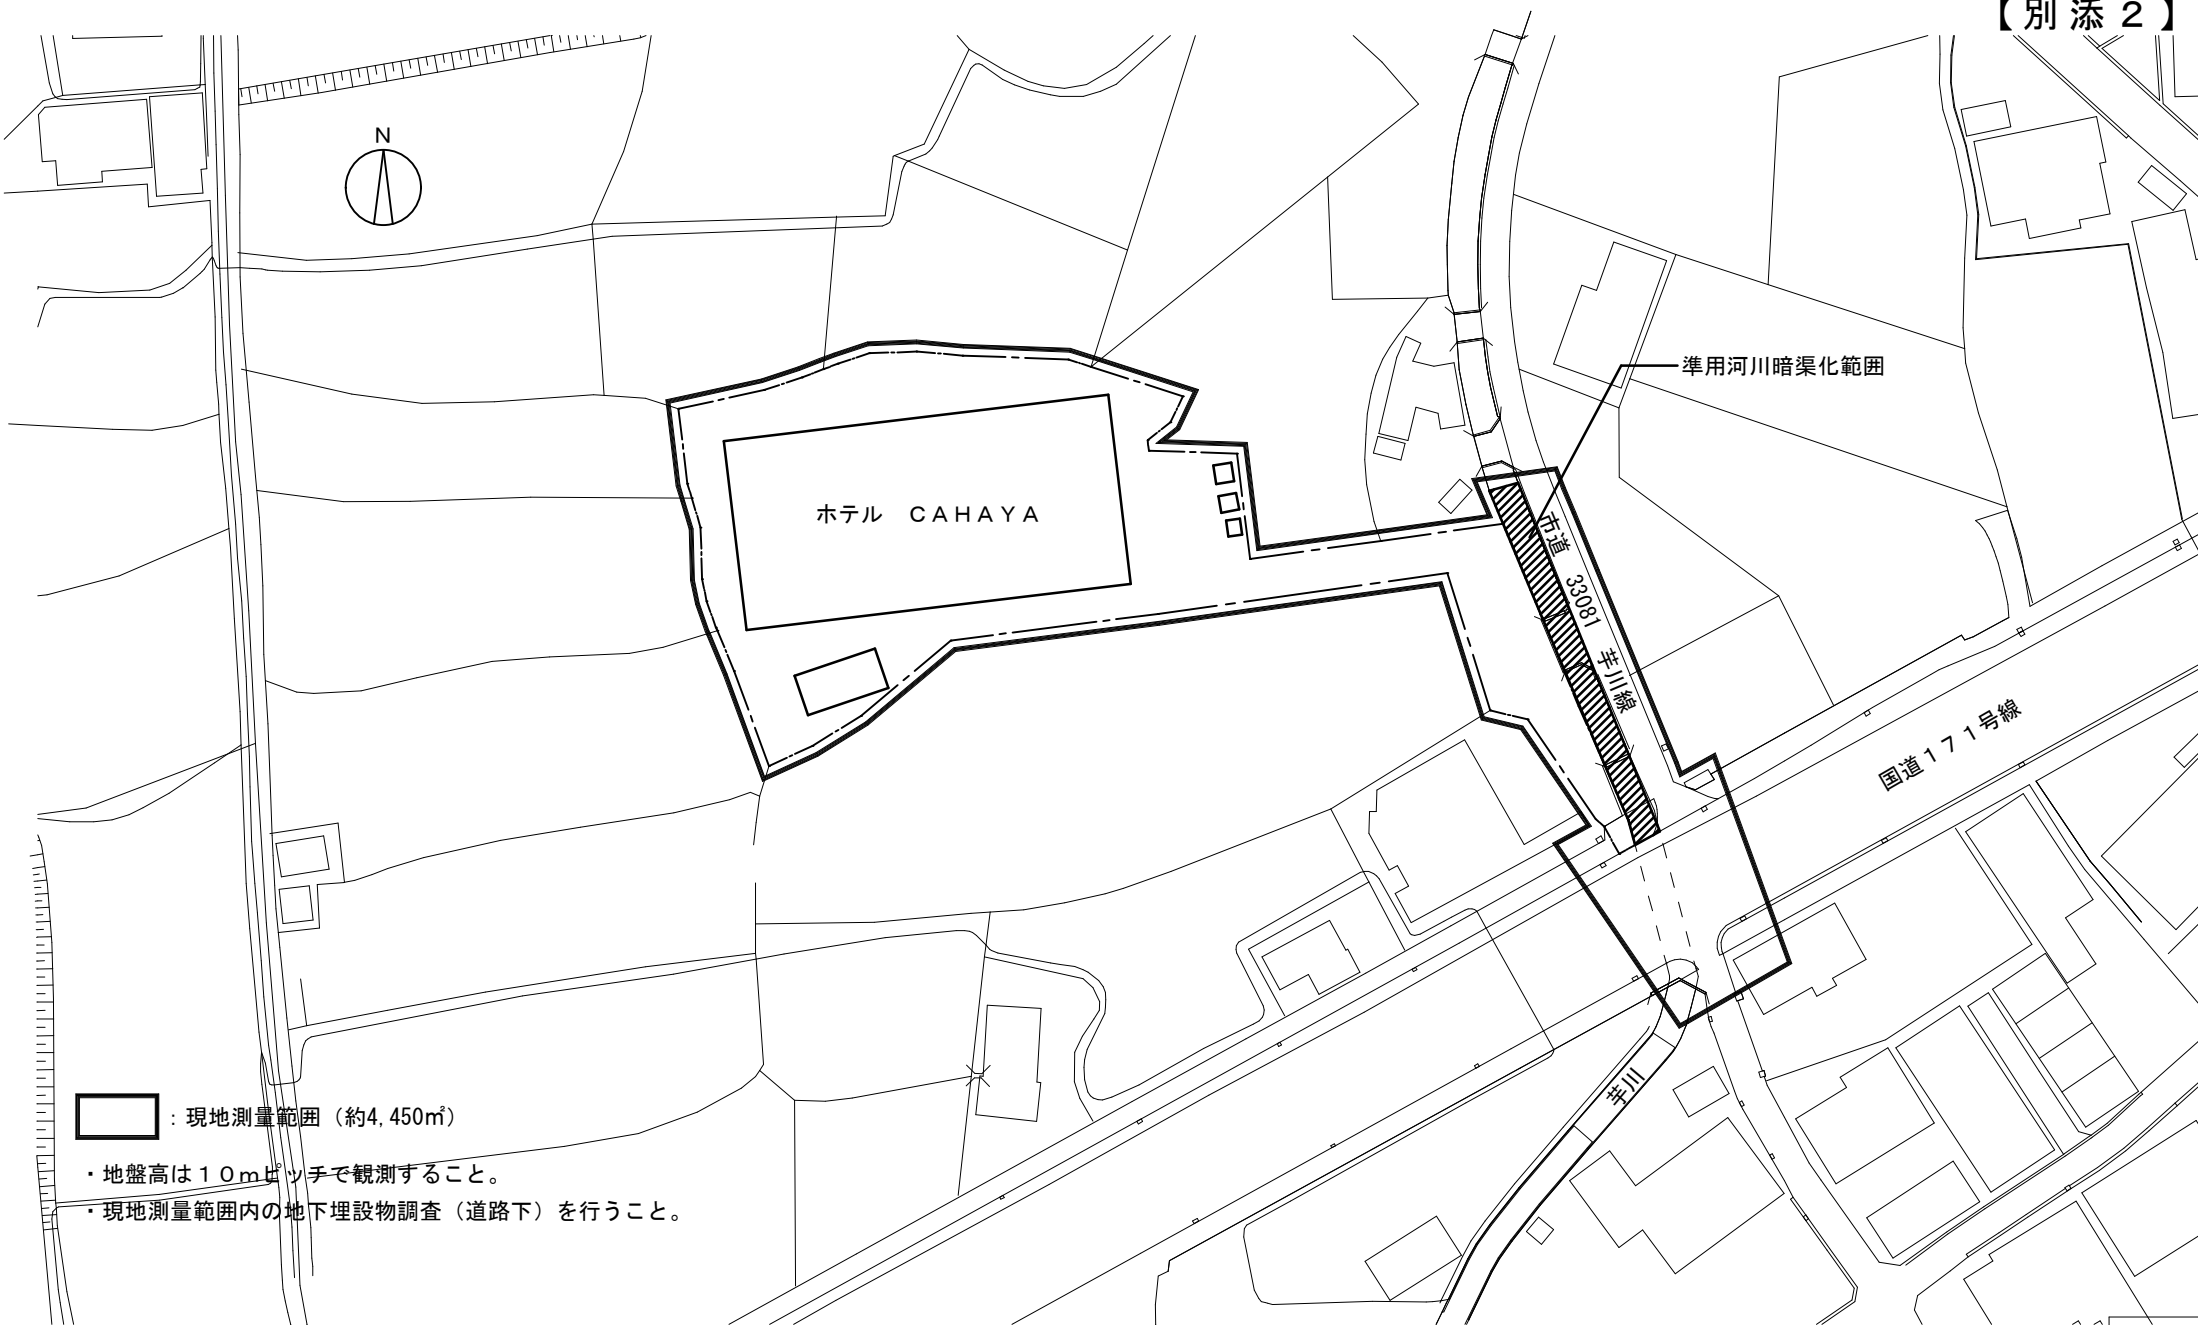 【別添２】
N
準用河川暗渠化範囲
ホテル　ＣＡＨＡＹＡ
市道　33081　芋川線
国道１７１号線
芋川
：現地測量範囲（約4,450㎡）
・地盤高は１０ｍピッチで観測すること。
・現地測量範囲内の地下埋設物調査（道路下）を行うこと。